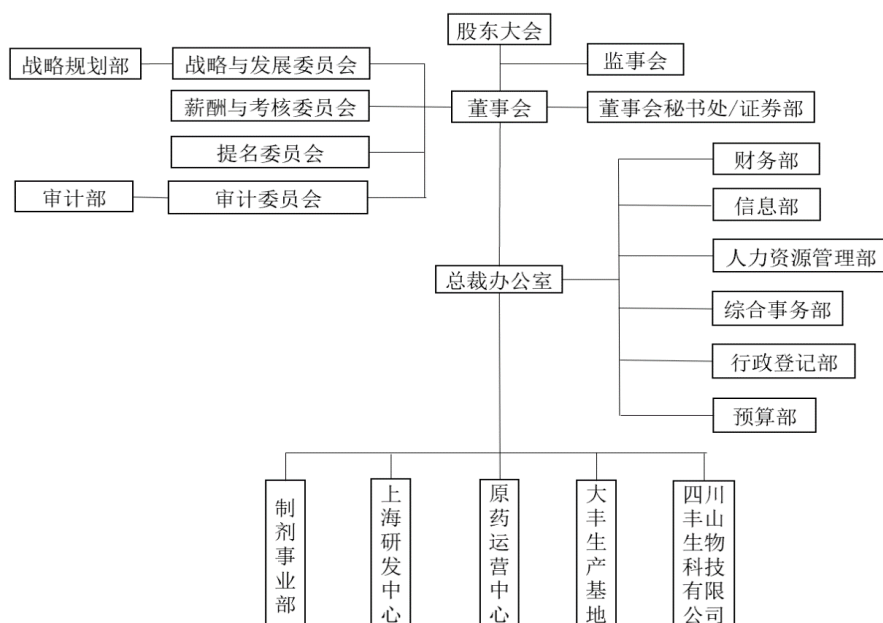 股东大会
监事会
战略规划部
战略与发展委员会
薪酬与考核委员会
董事会
董事会秘书处/证券部
提名委员会
审计部
审计委员会
财务部
信息部
人力资源管理部
总裁办公室
综合事务部
行政登记部
预算部
制剂事业部
上海研发中心
原药运营中心
大丰生产基地
四川丰山生物科技有限公司